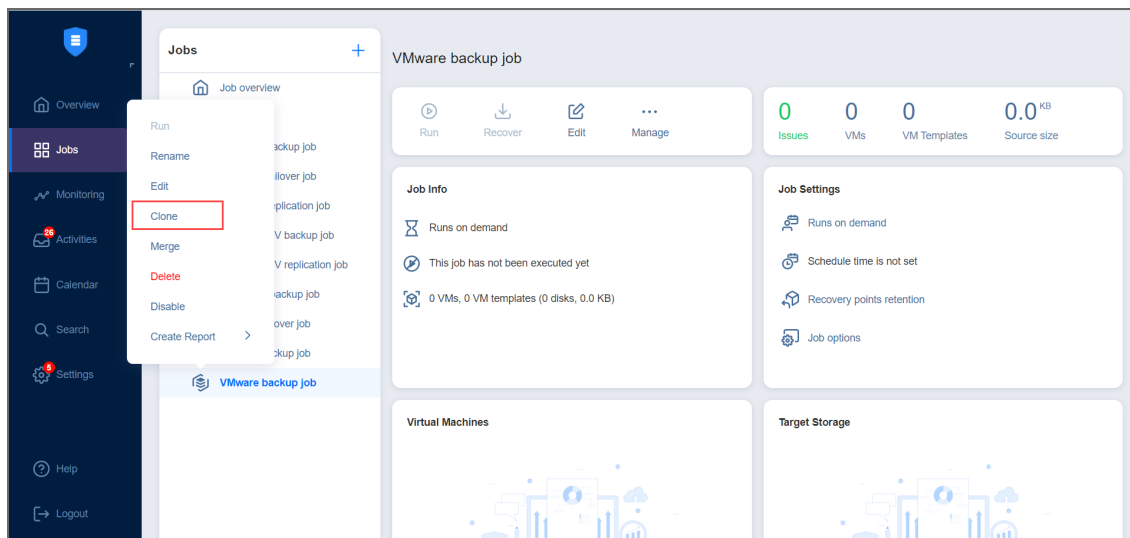 Overview
Jobs
Monitoring
26
Activities
Calendar
Search
5
Settings
Help
Logout
Jobs
+
Job overview
ackup job
ilover job
eplication job
V backup job
V replication job
ackup job
over job
ckup job
VMware backup job
Run
Rename
Edit
Clone
Merge
Delete
Disable
Create Report
VMware backup job
Run
Recover
Edit
Manage
0
Issues
0
VMs
0
VM Templates
0.0 KB
Source size
Job Info
Runs on demand
This job has not been executed yet
0 VMs, 0 VM templates (0 disks, 0.0 KB)
Job Settings
Runs on demand
Schedule time is not set
Recovery points retention
Job options
Virtual Machines
Target Storage